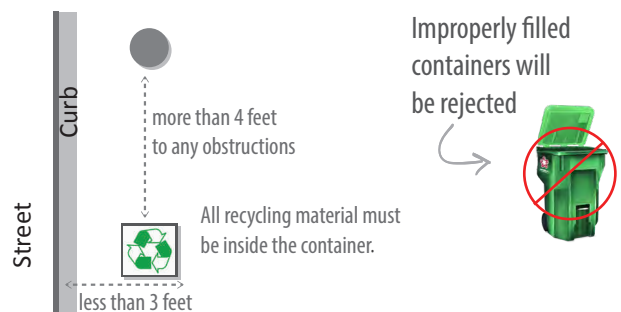 Street
Curb
more than 4 feet
to any obstructions
All recycling material must
be inside the container.
less than 3 feet
Improperly filled
containers will
be rejected